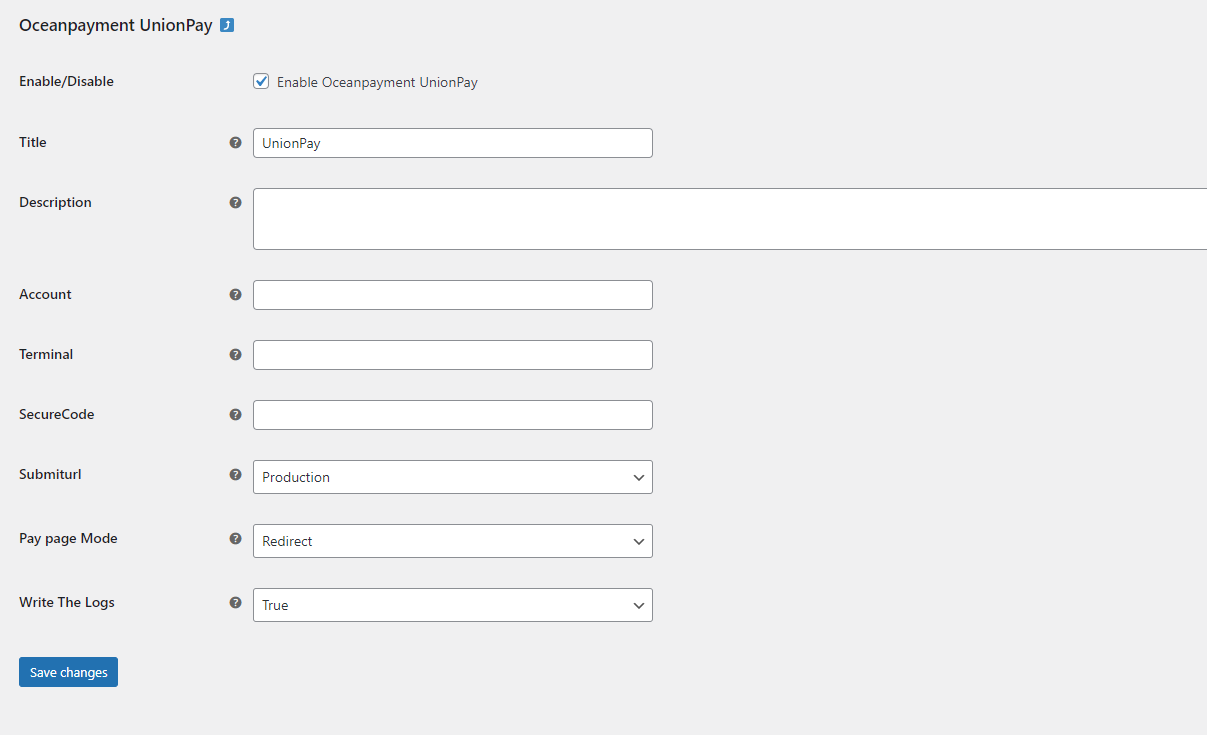 Oceanpayment UnionPay
Enable/Disable
Enable Oceanpayment UnionPay
Title
UnionPay
Description
Account
Terminal
SecureCode
Submiturl
Production
Pay page Mode
Redirect
Write The Logs
True
Save changes